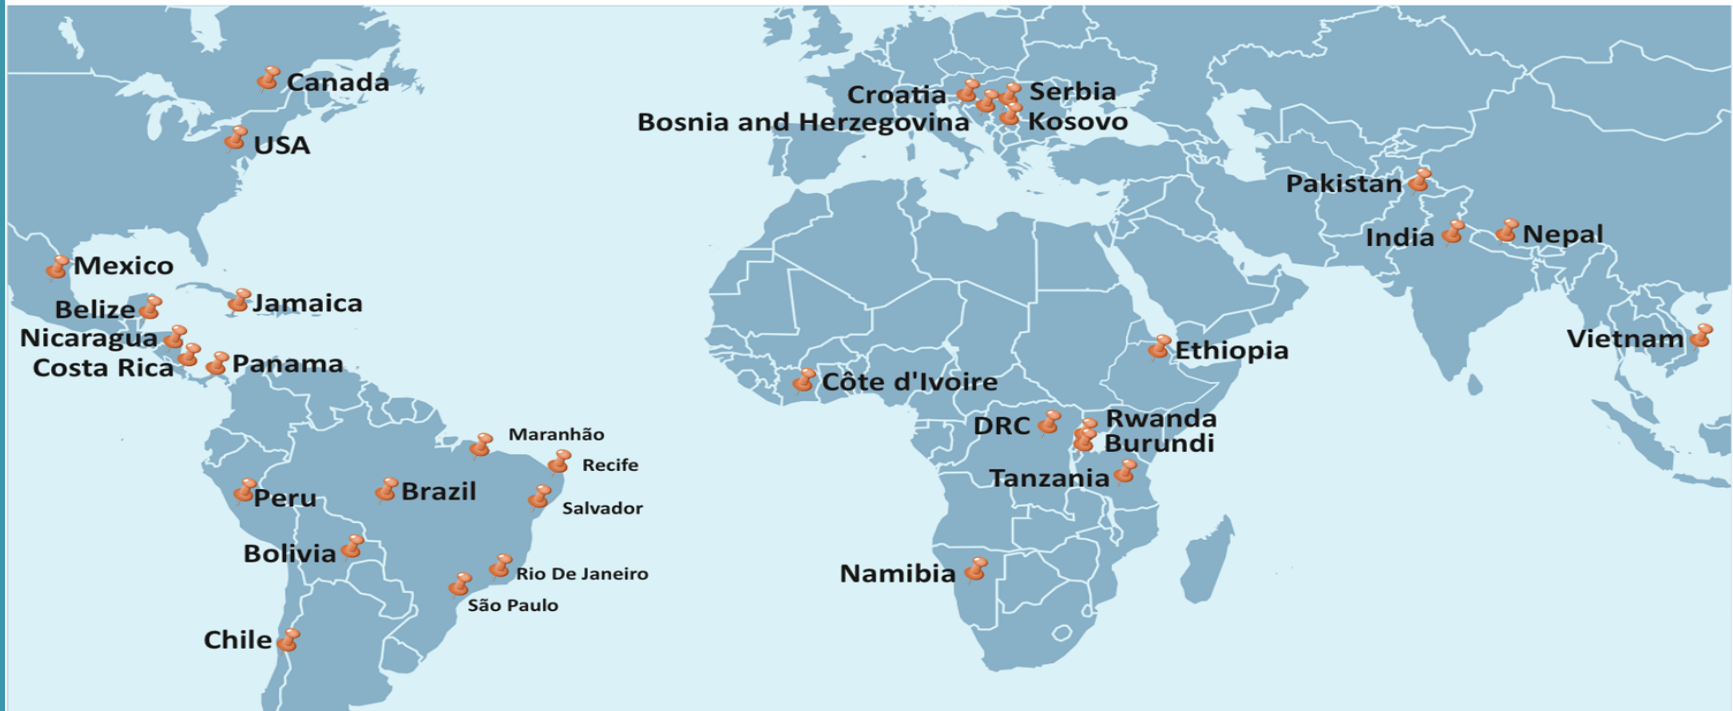 Canada
USA
Mexico
Belize
Jamaica
Nicaragua
Costa Rica
Panama
Maranhão
Recife
Salvador
Peru
Brazil
Bolivia
Rio De Janeiro
São Paulo
Chile
Croatia
Serbia
Bosnia and Herzegovina
Kosovo
Pakistan
India
Nepal
Vietnam
Ethiopia
Côte d'Ivoire
DRC
Rwanda
Burundi
Tanzania
Namibia